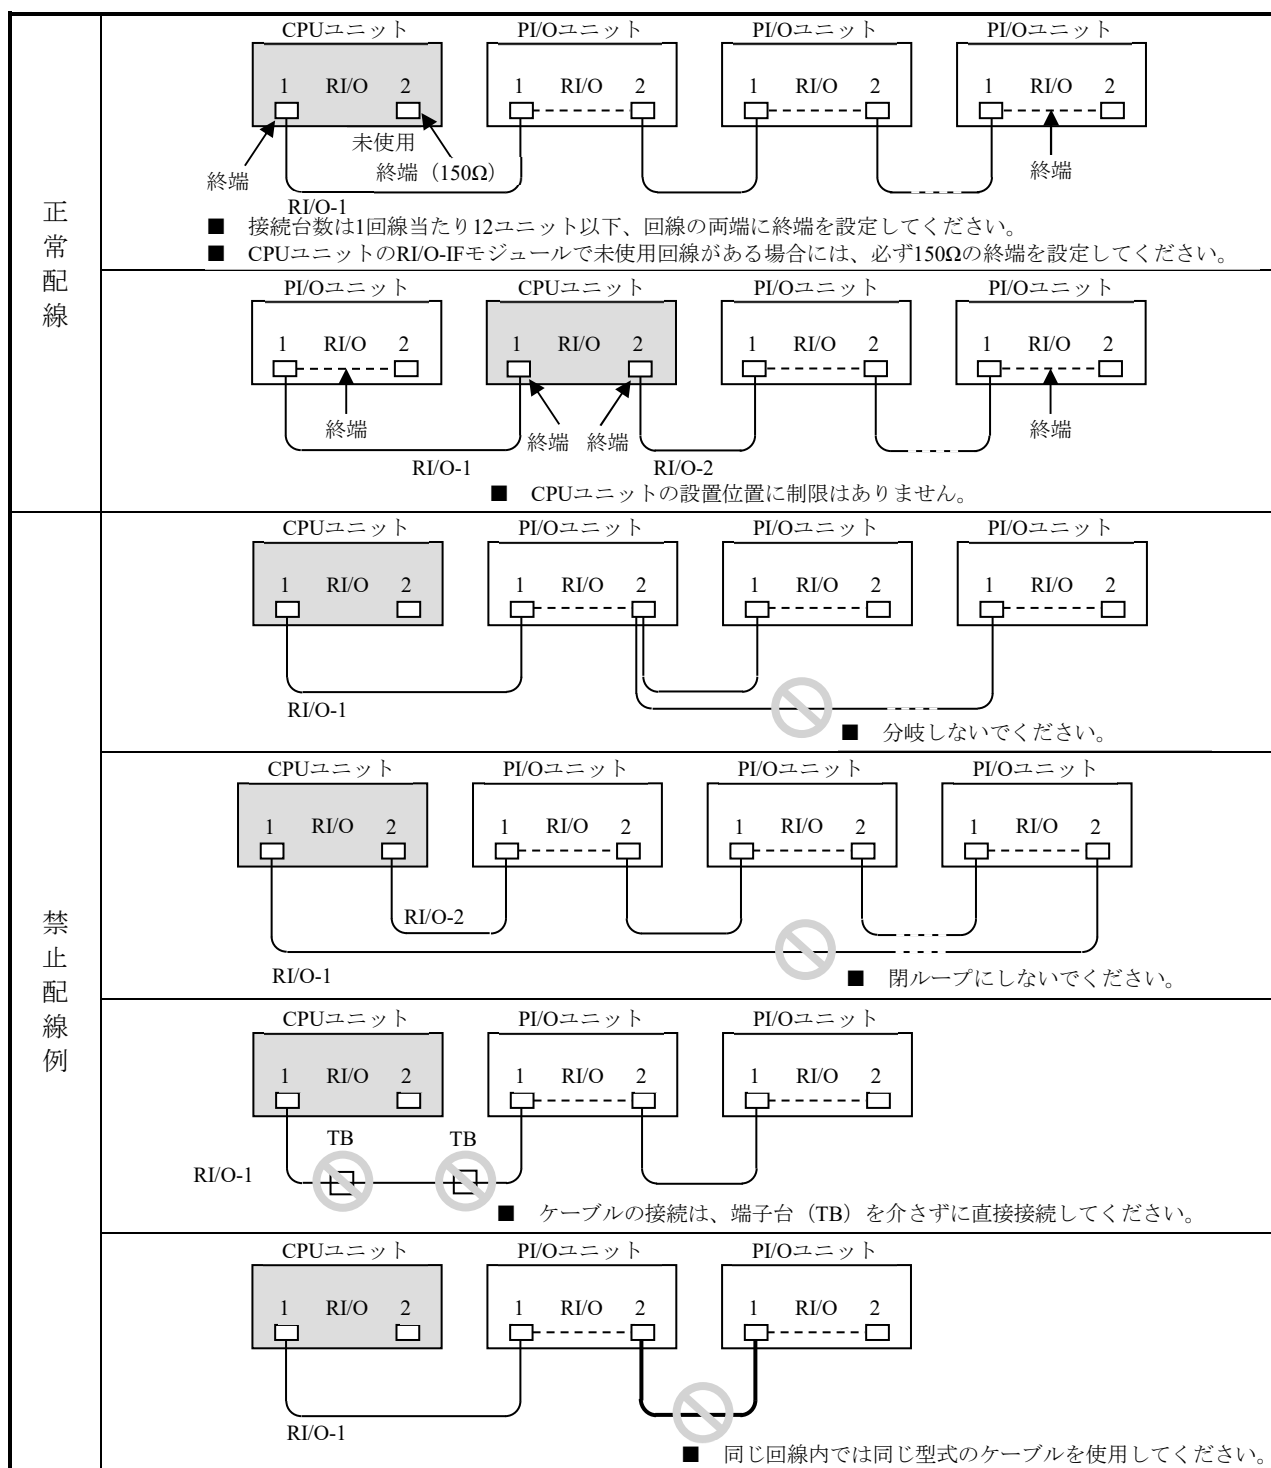 正常配線
CPUユニット PI/Oユニット PI/Oユニット PI/Oユニット
1 RI/O 2 1 RI/O 2 1 RI/O 2 1 RI/O 2
未使用
終端 終端（150Ω） 終端
RI/O-1
■ 接続台数は1回線当たり12ユニット以下、回線の両端に終端を設定してください。
■ CPUユニットのRI/O-IFモジュールで未使用回線がある場合には、必ず150Ωの終端を設定してください。
PI/Oユニット CPUユニット PI/Oユニット PI/Oユニット
1 RI/O 2 1 RI/O 2 1 RI/O 2 1 RI/O 2
終端 終端 終端 終端
RI/O-1 RI/O-2
■ CPUユニットの設置位置に制限はありません。
禁止配線例
CPUユニット PI/Oユニット PI/Oユニット PI/Oユニット
1 RI/O 2 1 RI/O 2 1 RI/O 2 1 RI/O 2
RI/O-1
■ 分岐しないでください。
CPUユニット PI/Oユニット PI/Oユニット PI/Oユニット
1 RI/O 2 1 RI/O 2 1 RI/O 2 1 RI/O 2
RI/O-2
RI/O-1
■ 閉ループにしないでください。
CPUユニット PI/Oユニット PI/Oユニット
1 RI/O 2 1 RI/O 2 1 RI/O 2
TB TB
RI/O-1
■ ケーブルの接続は、端子台（TB）を介さずに直接接続してください。
CPUユニット PI/Oユニット PI/Oユニット
1 RI/O 2 1 RI/O 2 1 RI/O 2
RI/O-1
■ 同じ回線内では同じ型式のケーブルを使用してください。